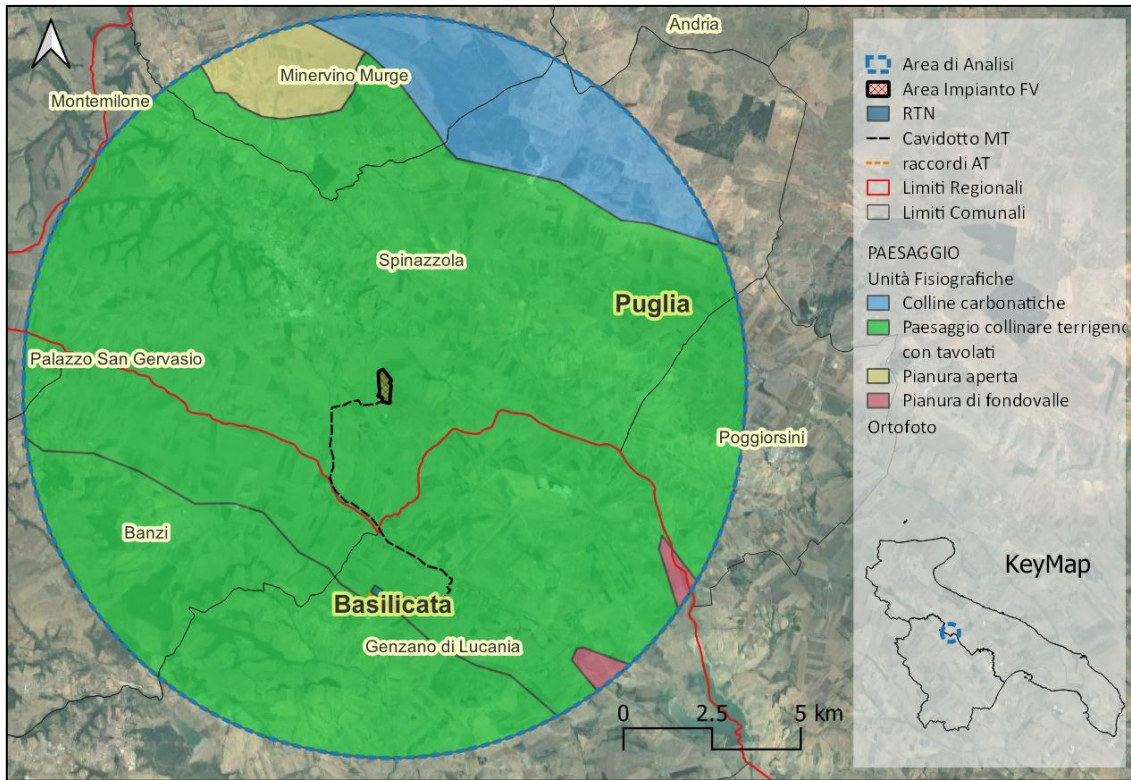 Andria
Minervino Murge
Montemilone
Spinazzola
Puglia
Palazzo San Gervasio
Poggiorsini
Banzi
Basilicata
Genzano di Lucania
0 2.5 5 km
Area di Analisi
Area Impianto FV
RTN
Cavidotto MT
raccordi AT
Limiti Regionali
Limiti Comunali
PAESAGGIO
Unità Fisiografiche
Colline carbonatiche
Paesaggio collinare terrigeno
con tavolati
Pianura aperta
Pianura di fondovalle
Ortofoto
KeyMap